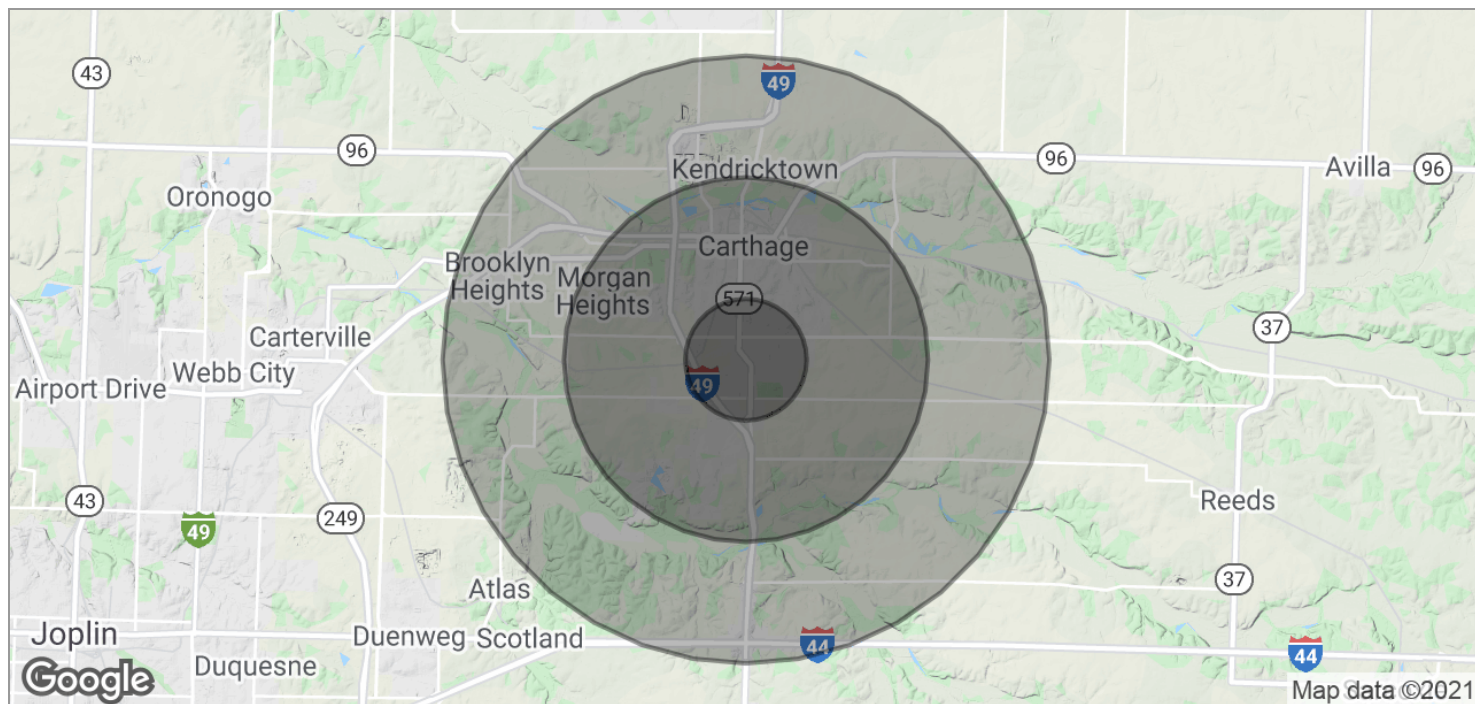 43
49
96
96
Avilla
96
Kendricktown
Oronogo
Carthage
Brooklyn
Heights
Morgan
Heights
571
37
Carterville
Webb City
Airport Drive
49
43
249
49
Reeds
37
Atlas
Joplin
Duenweg
Scotland
44
44
Duquesne
Google
Map data ©2021